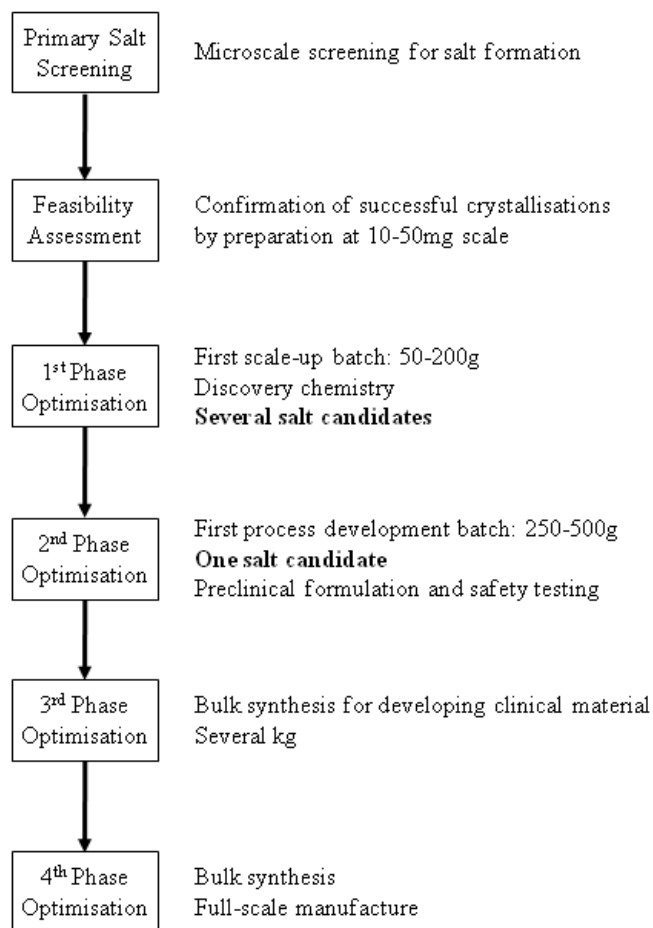 Primary Salt
Screening
Microscale screening for salt formation
Feasibility
Assessment
Confirmation of successful crystallisations
by preparation at 10-50mg scale
1st Phase
Optimisation
First scale-up batch: 50-200g
Discovery chemistry
Several salt candidates
2nd Phase
Optimisation
First process development batch: 250-500g
One salt candidate
Preclinical formulation and safety testing
3rd Phase
Optimisation
Bulk synthesis for developing clinical material
Several kg
4th Phase
Optimisation
Bulk synthesis
Full-scale manufacture